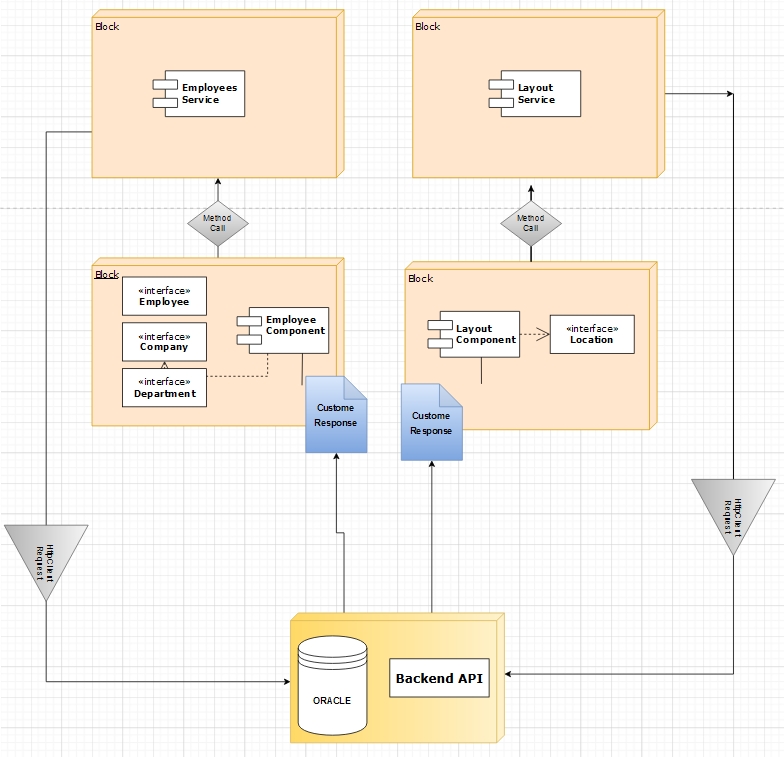 Block
Employees
Service
Block
Layout
Service
Method
Call
Method
Call
Block
«interface»
Employee
«interface»
Company
«interface»
Department
Employee
Component
Custome
Response
Block
Layout
Component
«interface»
Location
Custome
Response
HttpClient
Request
HttpClient
Request
ORACLE
Backend API